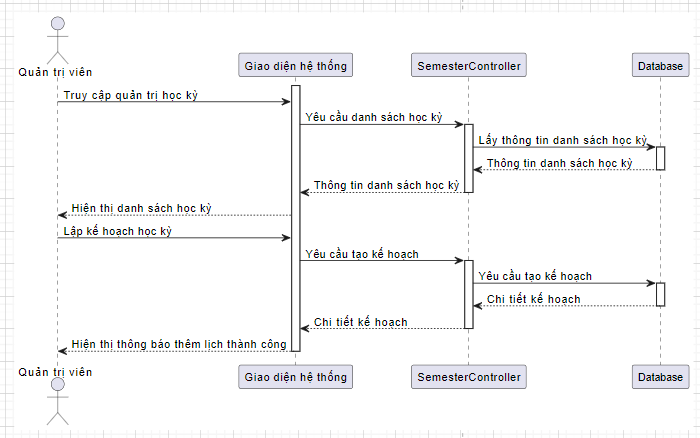 Quản trị viên
Giao diện hệ thống
SemesterController
Database
Truy cập quản trị học kỳ
Yêu cầu danh sách học kỳ
Lấy thông tin danh sách học kỳ
Thông tin danh sách học kỳ
Thông tin danh sách học kỳ
Hiện thi danh sách học kỳ
Lập kế hoạch học kỳ
Yêu cầu tạo kế hoạch
Yêu cầu tạo kế hoạch
Chi tiết kế hoạch
Chi tiết kế hoạch
Hiện thi thông báo thêm lịch thành công
Quản trị viên
Giao diện hệ thống
SemesterController
Database